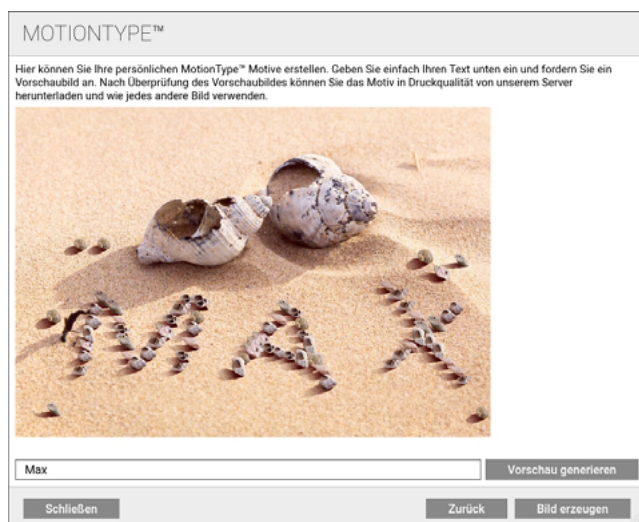 MOTIONTYPE™
Hier können Sie Ihre persönlichen MotionType™ Motive erstellen. Geben Sie einfach Ihren Text unten ein und fordern Sie ein
Vorschaubild an. Nach Überprüfung des Vorschaubildes können Sie das Motiv in Druckqualität von unserem Server
herunterladen und wie jedes andere Bild verwenden.
MAX
Max
Vorschau generieren
Schließen
Zurück
Bild erzeugen